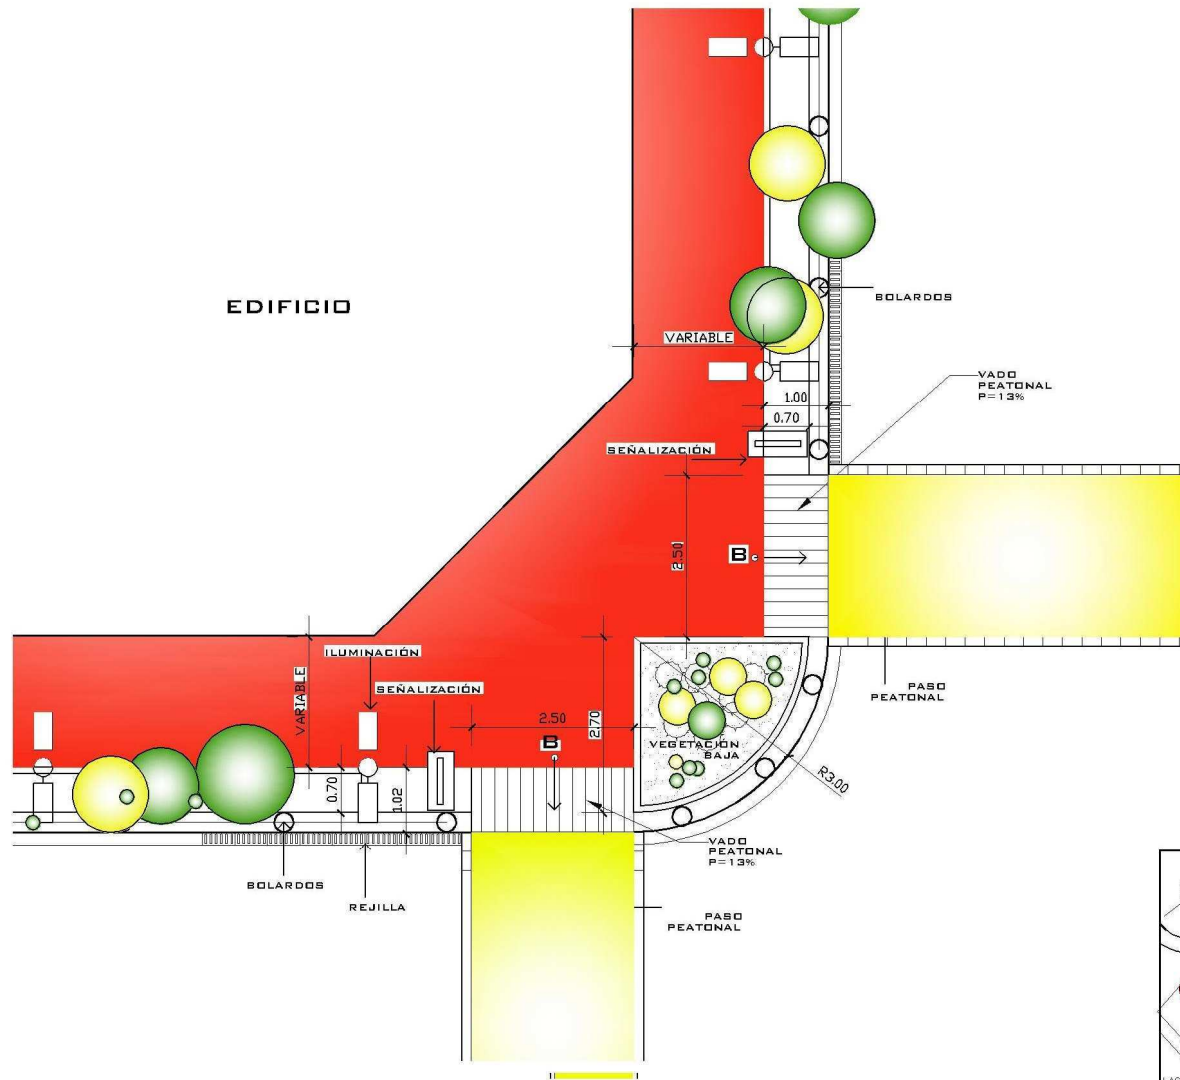 EDIFICIO
BOLARDOS
VARIABLE
VADO
PEATONAL
P=13%
1.00
0.70
SEÑALIZACIÓN
2.50
B
ILUMINACIÓN
SEÑALIZACIÓN
VARIABLE
2.50
2.70
B
PASO
PEATONAL
VEGETACIÓN
BAJA
R3.00
0.70
1.02
VADO
PEATONAL
P=13%
BOLARDOS
REJILLA
PASO
PEATONAL